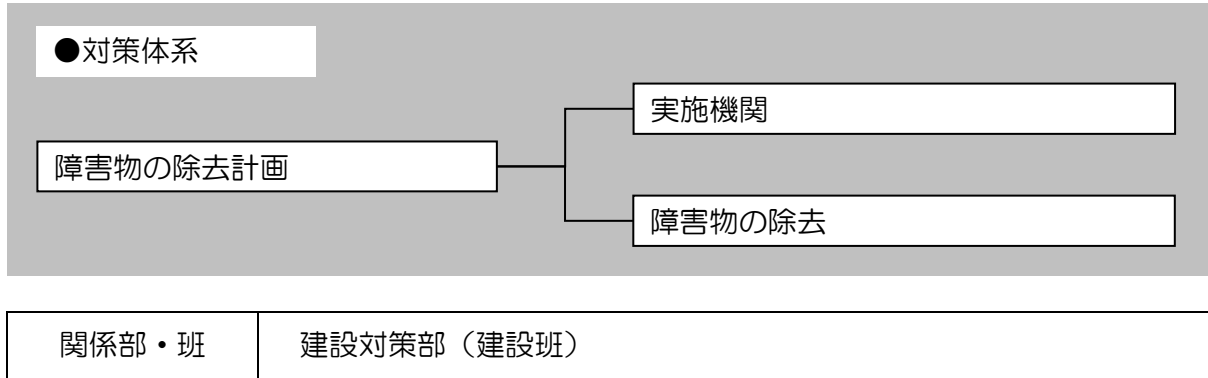 ●対策体系
実施機関
障害物の除去計画
障害物の除去
関係部・班 建設対策部（建設班）